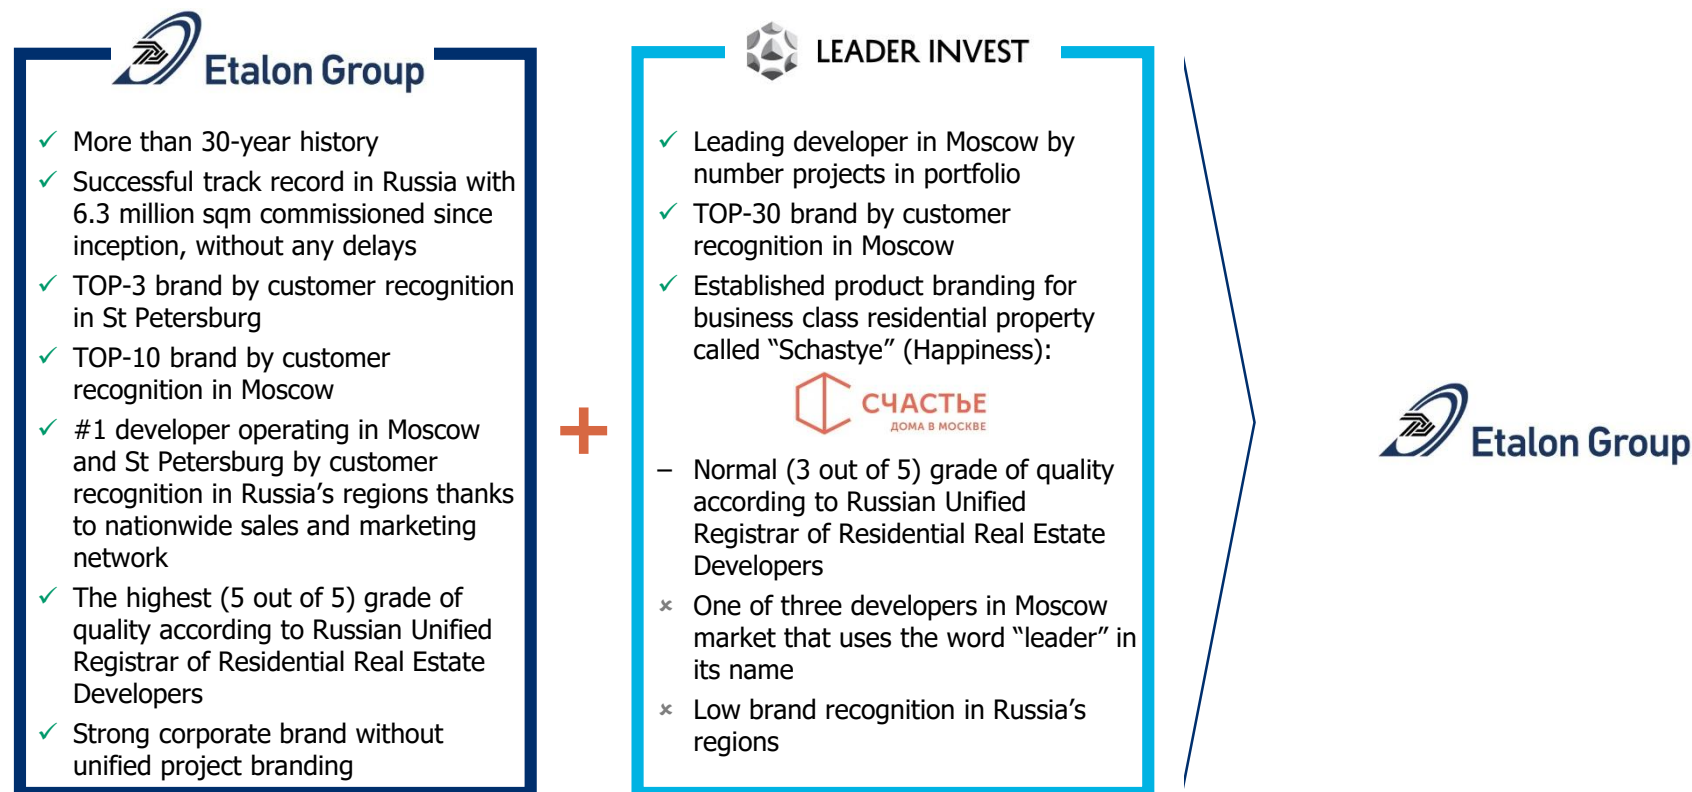 Etalon Group
More than 30-year history
Successful track record in Russia with
6.3 million sqm commissioned since
inception, without any delays
TOP-3 brand by customer recognition
in St Petersburg
TOP-10 brand by customer
recognition in Moscow
#1 developer operating in Moscow
and St Petersburg by customer
recognition in Russia’s regions thanks
to nationwide sales and marketing
network
The highest (5 out of 5) grade of
quality according to Russian Unified
Registrar of Residential Real Estate
Developers
Strong corporate brand without
unified project branding
+
LEADER INVEST
Leading developer in Moscow by
number projects in portfolio
TOP-30 brand by customer
recognition in Moscow
Established product branding for
business class residential property
called “Schastye” (Happiness):
СЧАСТЬЕ
ДОМА В МОСКВЕ
– Normal (3 out of 5) grade of quality
according to Russian Unified
Registrar of Residential Real Estate
Developers
One of three developers in Moscow
market that uses the word “leader” in
its name
Low brand recognition in Russia’s
regions
Etalon Group